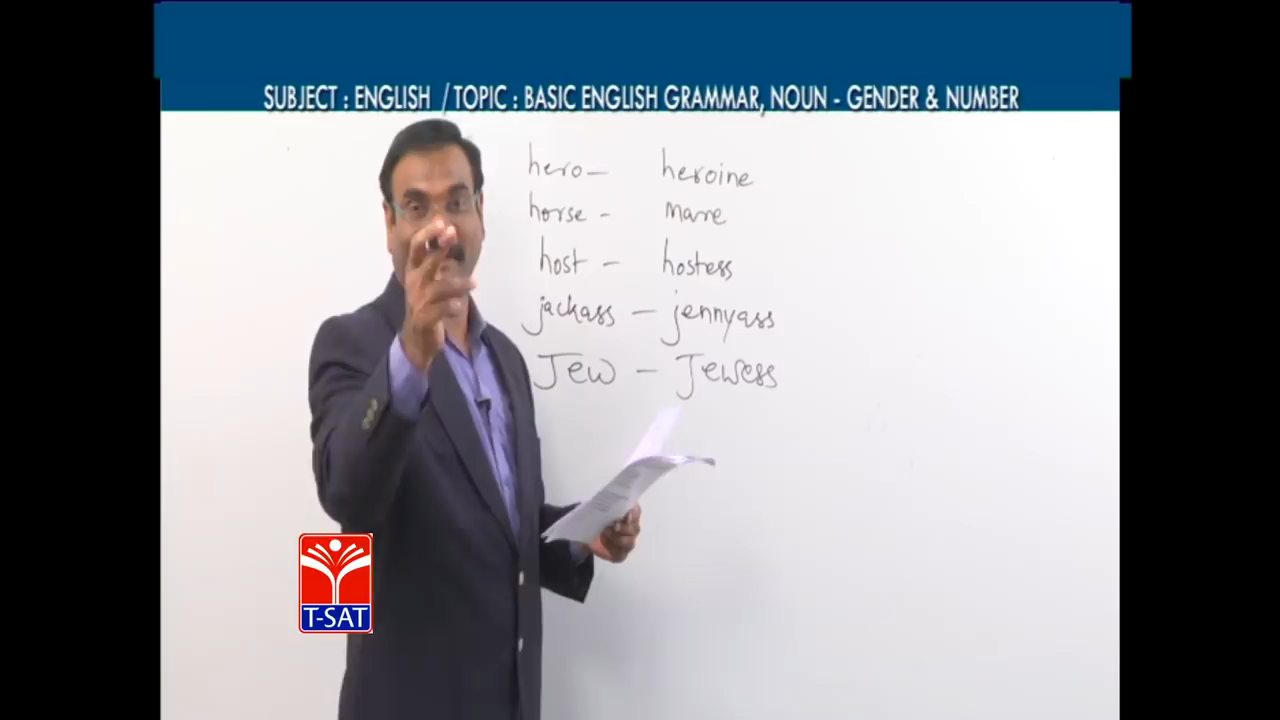 SUBJECT : ENGLISH / TOPIC : BASIC ENGLISH GRAMMAR, NOUN - GENDER & NUMBER
hero - heroine
horse - mare
host - hostess
jackass - jennyass
Jew - Jewess
T-SAT